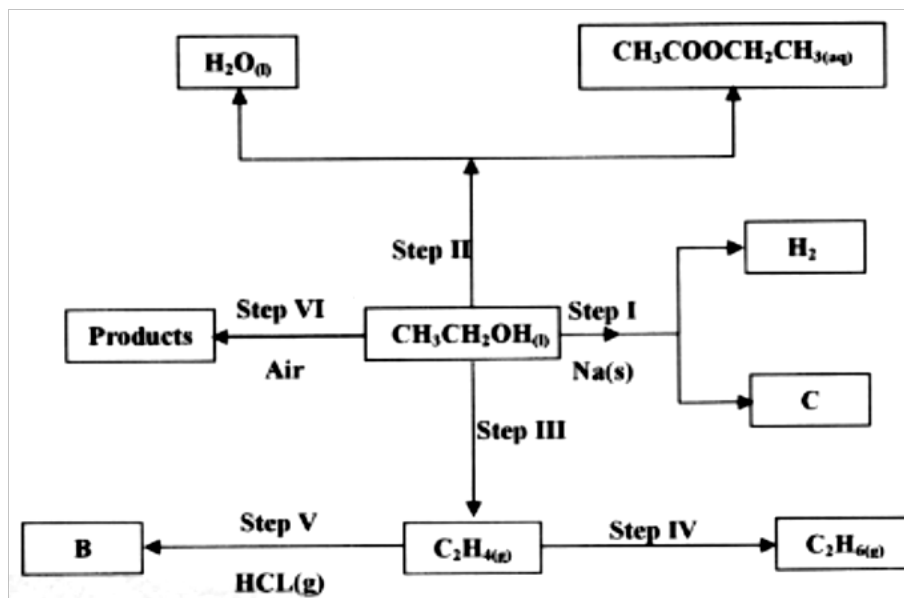 H₂O₍ₗ₎
CH₃COOCH₂CH₃₍aq₎
Step II
H₂
Step VI
Step I
Products
CH₃CH₂OH₍ₗ₎
Air
Na(s)
C
Step III
Step V
Step IV
B
C₂H₄(g)
C₂H₆(g)
HCL(g)